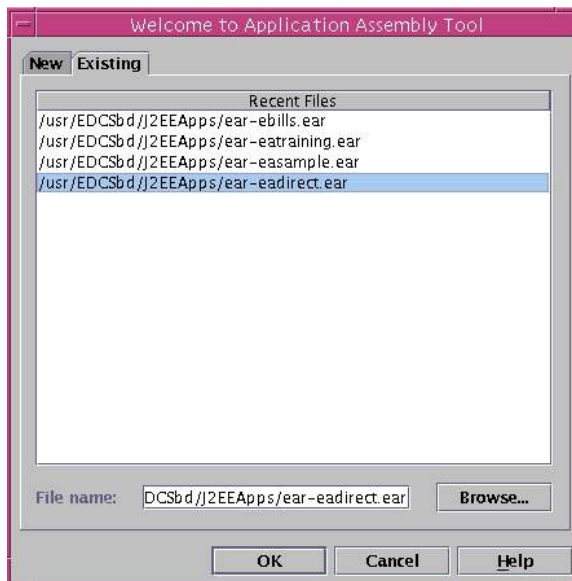 Welcome to Application Assembly Tool
New Existing
Recent Files
/usr/EDCSbd/J2EEApps/ear-ebills.ear
/usr/EDCSbd/J2EEApps/ear-eatraining.ear
/usr/EDCSbd/J2EEApps/ear-easample.ear
/usr/EDCSbd/J2EEApps/ear-eadirect.ear
File name: DCSbd/J2EEApps/ear-eadirect.ear Browse...
OK Cancel Help